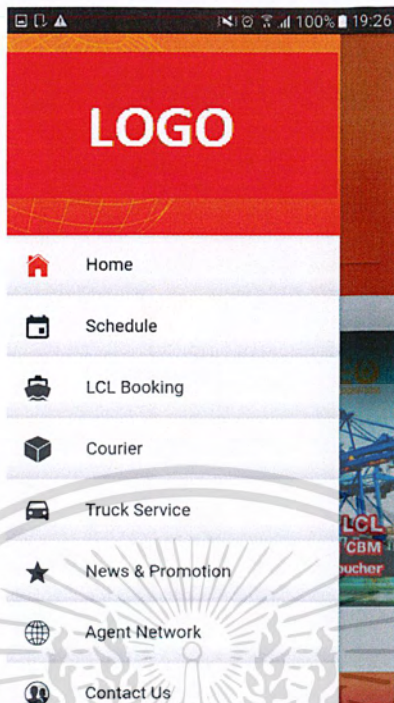 100% 19:26
LOGO
Home
Schedule
LCL Booking
Courier
Truck Service
LCL
CBM
News & Promotion
Agent Network
Contact Us